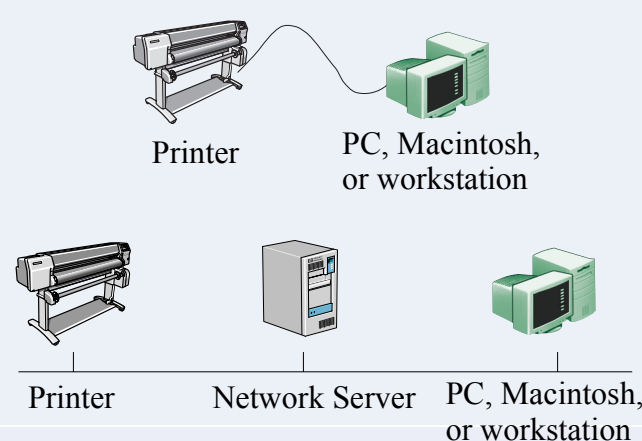 Printer
PC, Macintosh,
or workstation
Printer
Network Server
PC, Macintosh,
or workstation